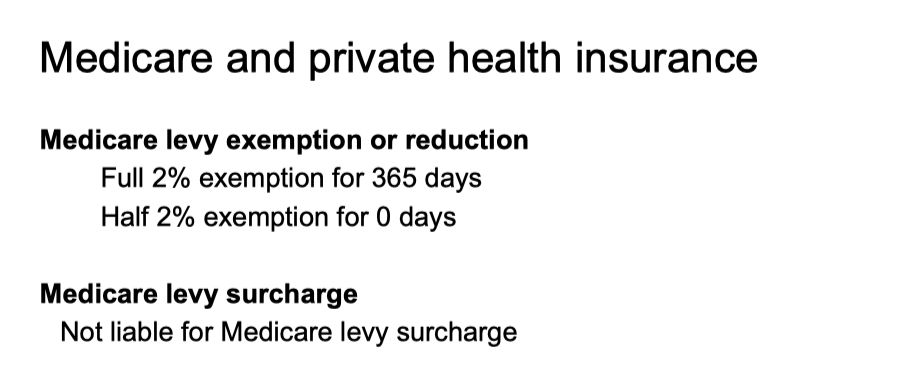 Medicare and private health insurance
Medicare levy exemption or reduction
Full 2% exemption for 365 days
Half 2% exemption for 0 days
Medicare levy surcharge
Not liable for Medicare levy surcharge